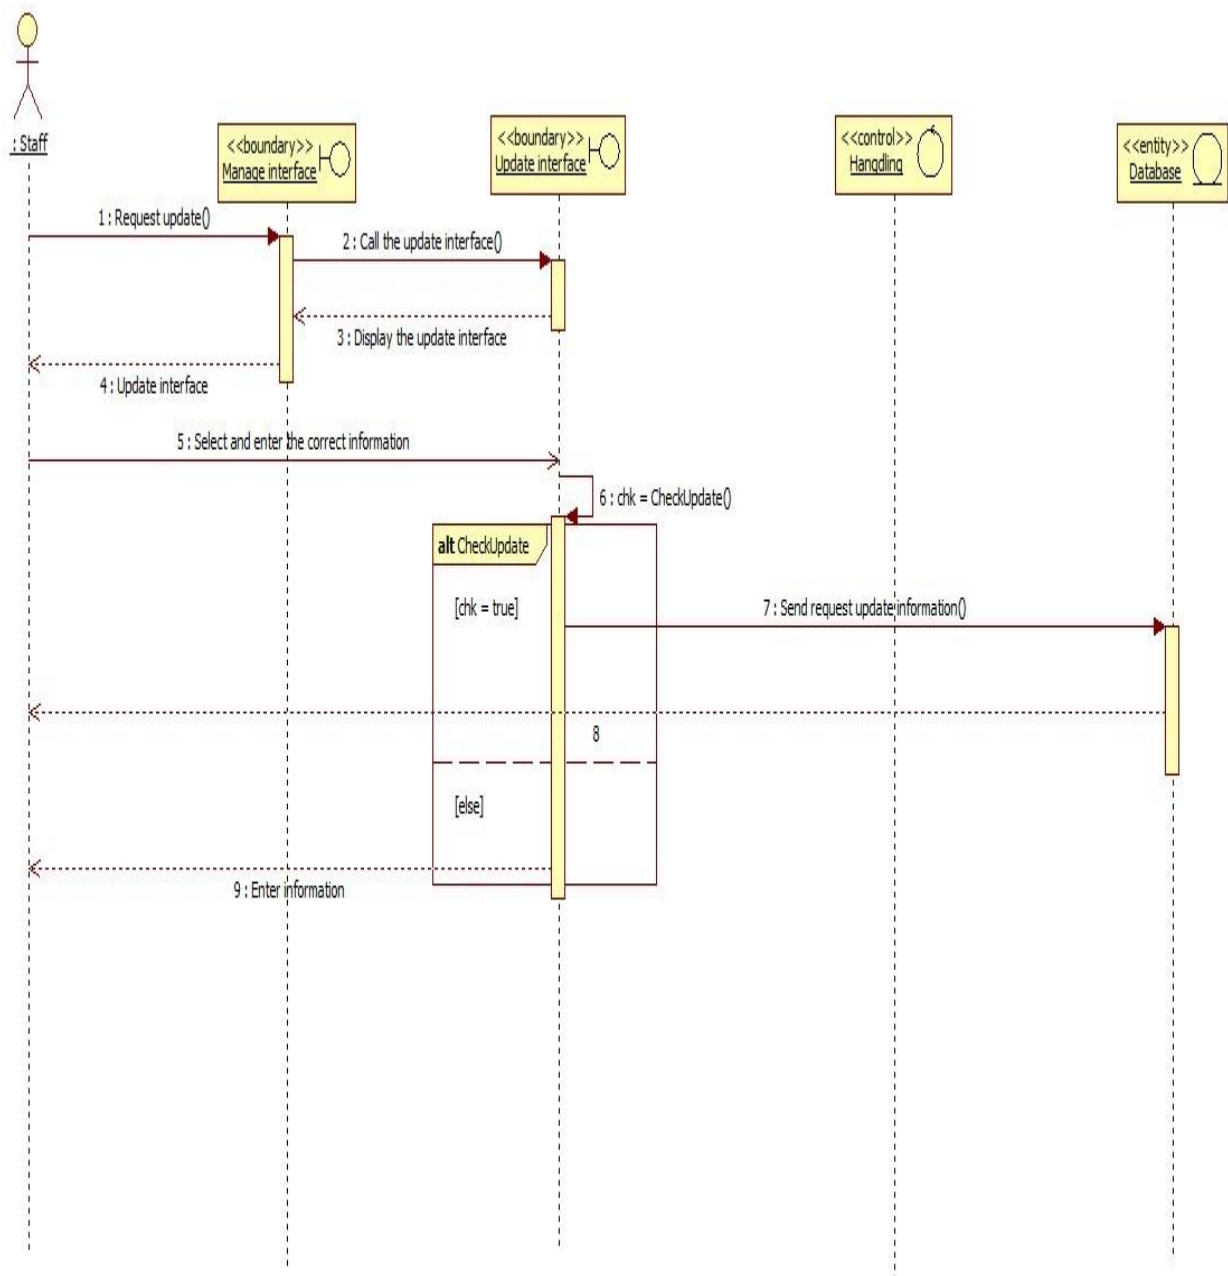 : Staff
<<boundary>>
Manage interface
<<boundary>>
Update interface
<<control>>
Hangdling
<<entity>>
Database
1 : Request update()
2 : Call the update interface()
3 : Display the update interface
4 : Update interface
5 : Select and enter the correct information
6 : chk = CheckUpdate()
alt CheckUpdate
[chk = true]
7 : Send request update information()
8
[else]
9 : Enter information